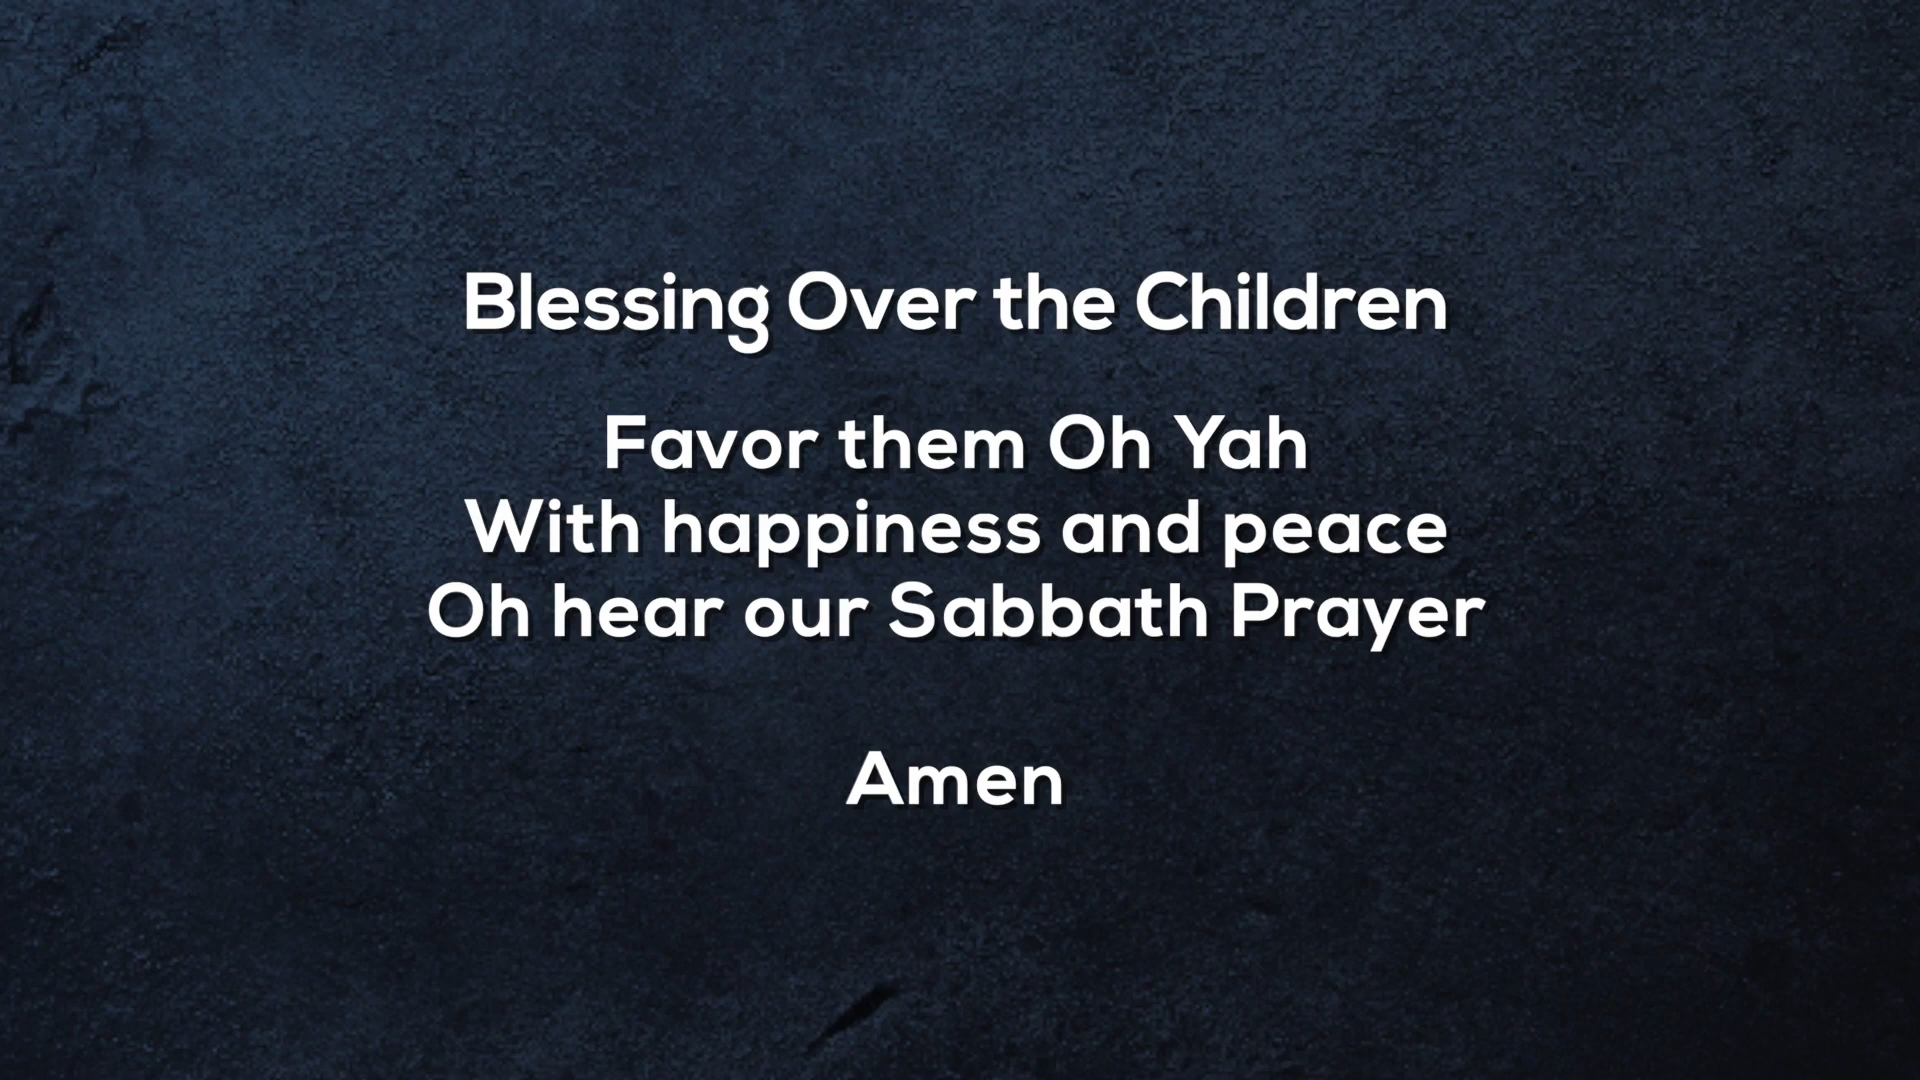 Blessing Over the Children
Favor them Oh Yah
With happiness and peace
Oh hear our Sabbath Prayer
Amen